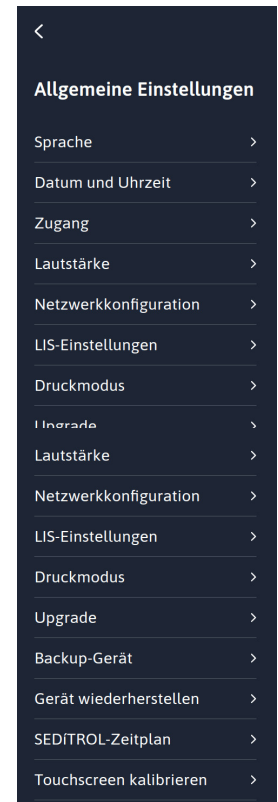 Allgemeine Einstellungen
Sprache
Datum und Uhrzeit
Zugang
Lautstärke
Netzwerkkonfiguration
LIS-Einstellungen
Druckmodus
Upgrade
Lautstärke
Netzwerkkonfiguration
LIS-Einstellungen
Druckmodus
Upgrade
Backup-Gerät
Gerät wiederherstellen
SEDíTROL-Zeitplan
Touchscreen kalibrieren